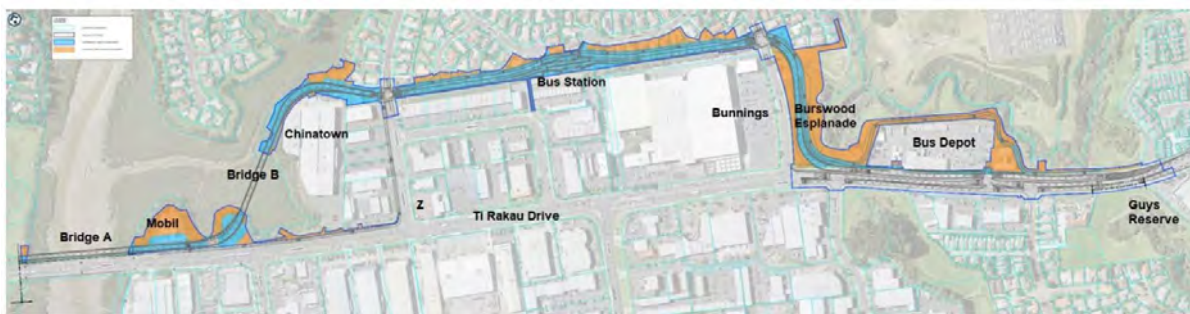 Bus Station
Bunnings
Burswood
Esplanade
Chinatown
Bus Depot
Bridge B
Z
Mobil
Ti Rakau Drive
Guys
Reserve
Bridge A